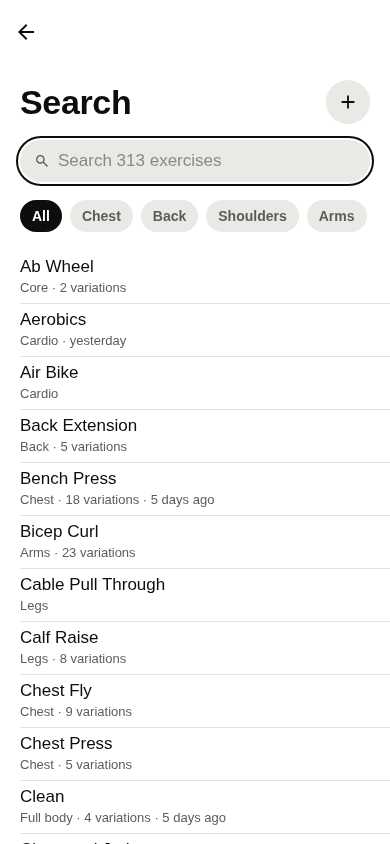 Search
Search 313 exercises
All Chest Back Shoulders Arms
Ab Wheel
Core · 2 variations
Aerobics
Cardio · yesterday
Air Bike
Cardio
Back Extension
Back · 5 variations
Bench Press
Chest · 18 variations · 5 days ago
Bicep Curl
Arms · 23 variations
Cable Pull Through
Legs
Calf Raise
Legs · 8 variations
Chest Fly
Chest · 9 variations
Chest Press
Chest · 5 variations
Clean
Full body · 4 variations · 5 days ago